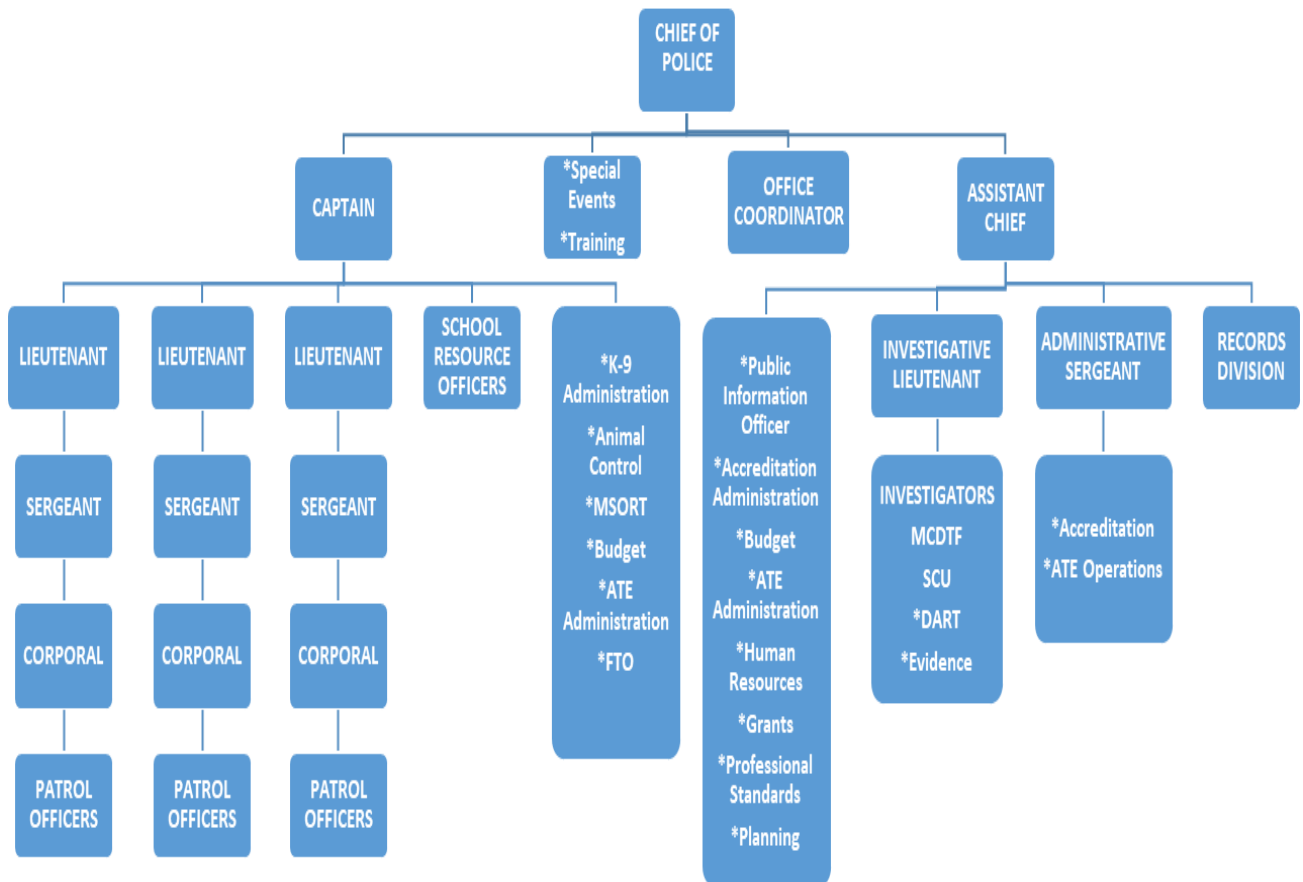 CHIEF OF
POLICE
CAPTAIN
*Special
Events
*Training
OFFICE
COORDINATOR
ASSISTANT
CHIEF
LIEUTENANT
LIEUTENANT
LIEUTENANT
SCHOOL
RESOURCE
OFFICERS
*K-9
Administration
*Animal
Control
*MSORT
*Budget
*ATE
Administration
*FTO
*Public
Information
Officer
*Accreditation
Administration
*Budget
*ATE
Administration
*Human
Resources
*Grants
*Professional
Standards
*Planning
INVESTIGATIVE
LIEUTENANT
ADMINISTRATIVE
SERGEANT
RECORDS
DIVISION
SERGEANT
SERGEANT
SERGEANT
INVESTIGATORS
MCDTF
SCU
*DART
*Evidence
*Accreditation
*ATE Operations
CORPORAL
CORPORAL
CORPORAL
PATROL
OFFICERS
PATROL
OFFICERS
PATROL
OFFICERS